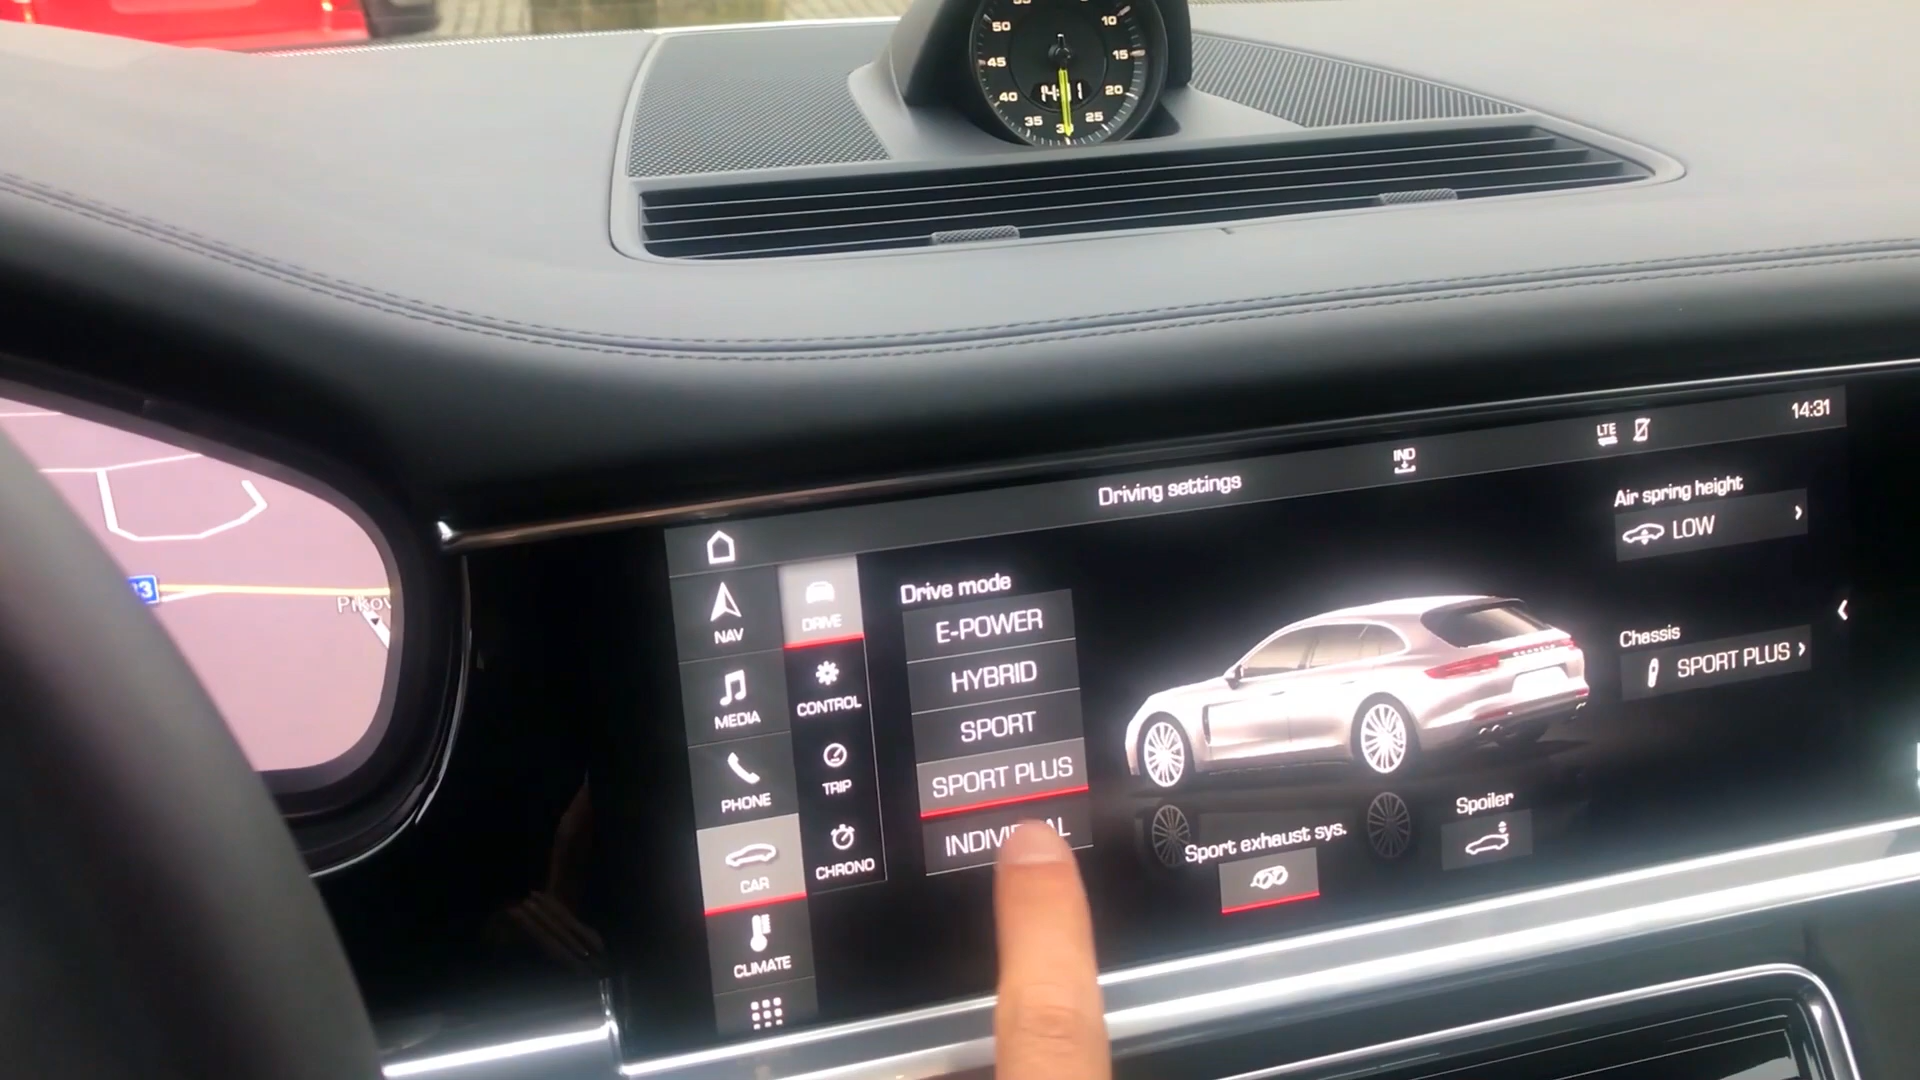 50
10
45
15
40
20
35
25
14:31
Driving settings
IND
LTE
Air spring height
LOW
NAV
DRIVE
Drive mode
E-POWER
HYBRID
SPORT
SPORT PLUS
MEDIA
CONTROL
PHONE
TRIP
CAR
CHRONO
CLIMATE
Chassis
SPORT PLUS
Sport exhaust sys.
Spoiler